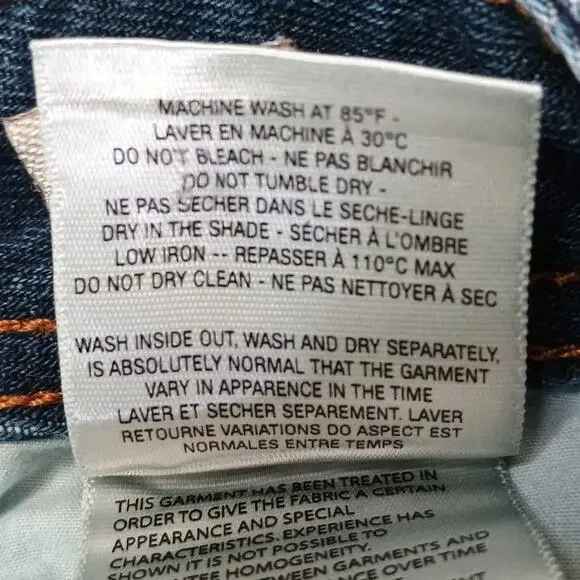 MACHINE WASH AT 85°F -
LAVER EN MACHINE À 30°C
DO NOT BLEACH - NE PAS BLANCHIR
DO NOT TUMBLE DRY -
NE PAS SECHER DANS LE SECHE-LINGE
DRY IN THE SHADE - SÉCHER À L'OMBRE
LOW IRON -- REPASSER À 110°C MAX
DO NOT DRY CLEAN - NE PAS NETTOYER À SEC
WASH INSIDE OUT, WASH AND DRY SEPARATELY,
IS ABSOLUTELY NORMAL THAT THE GARMENT
VARY IN APPARENCE IN THE TIME
LAVER ET SECHER SEPAREMENT. LAVER
RETOURNE VARIATIONS DO ASPECT EST
NORMALES ENTRE TEMPS
THIS GARMENT HAS BEEN TREATED IN
ORDER TO GIVE THE FABRIC A CERTAIN
APPEARANCE AND SPECIAL
CHARACTERISTICS. EXPERIENCE HAS
SHOWN IT IS NOT POSSIBLE TO
HOMOGENEITY.
BETWEEN GARMENTS AND
OVER TIME